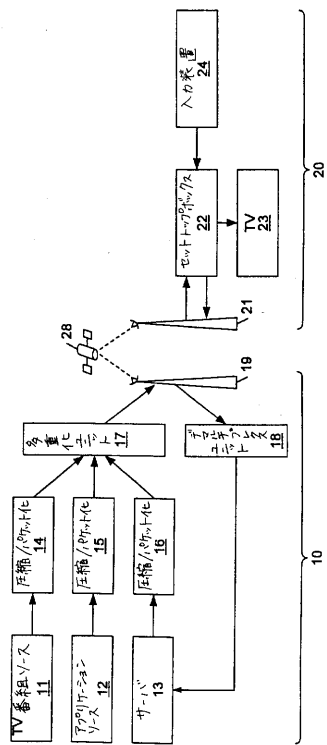 TV
番組ソース
11
アプリケーション
ソース
12
サーバ
13
圧縮/パケット化
14
圧縮/パケット化
15
圧縮/パケット化
16
多重化
ユニット
17
デマルチプレクス
ユニット
18
19
10
28
21
セットトップボックス
22
TV
23
入力装置
24
20